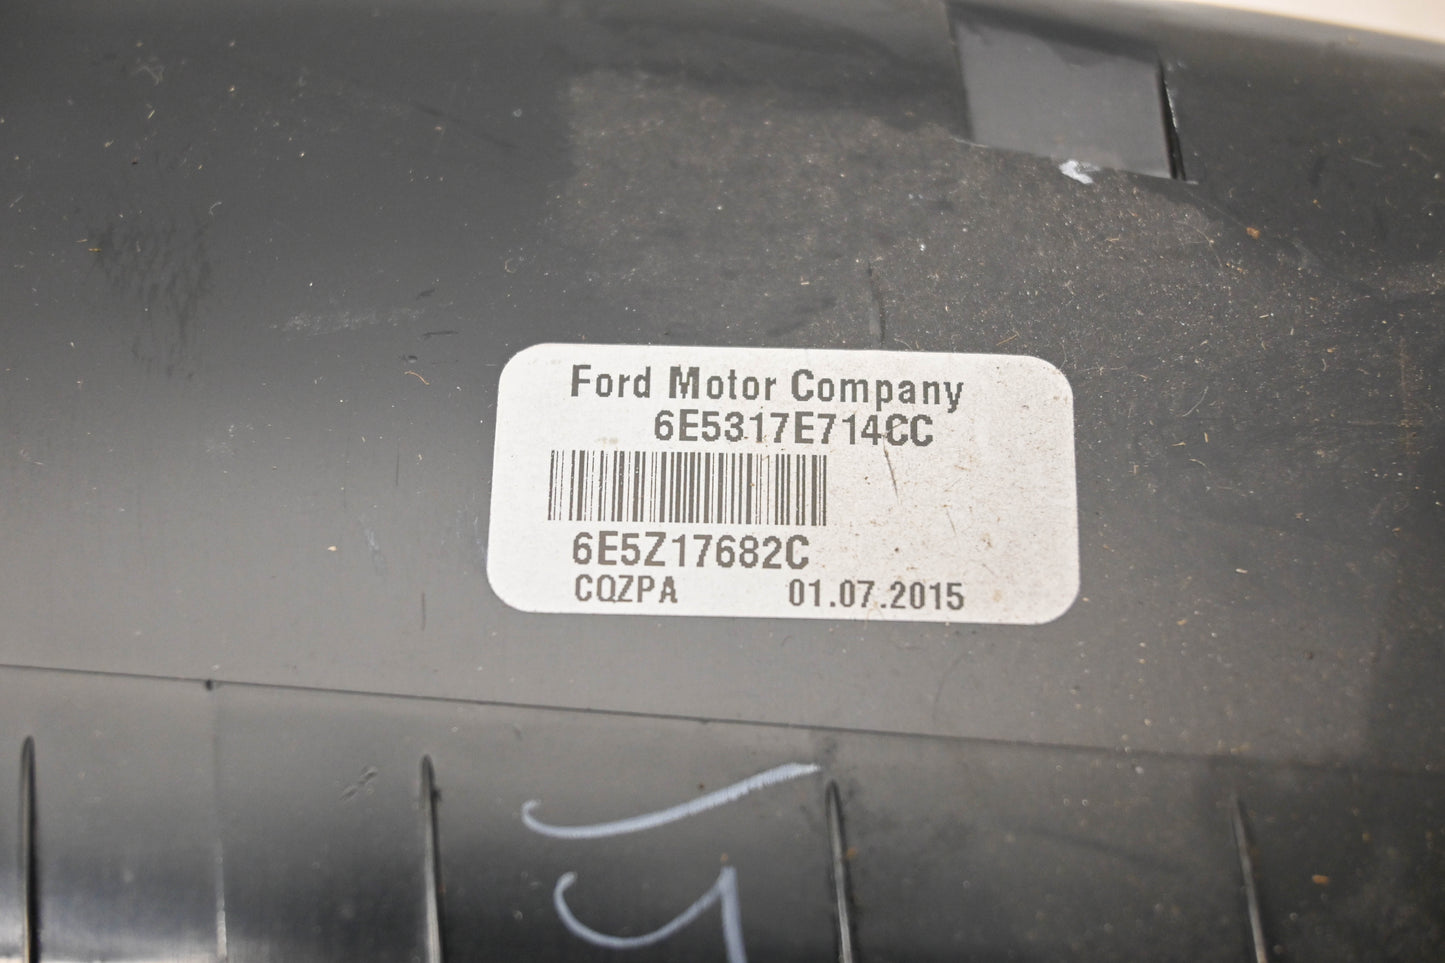 Ford Motor Company
6E5317E714CC
6E5Z17682C
CQZPA 01.07.2015